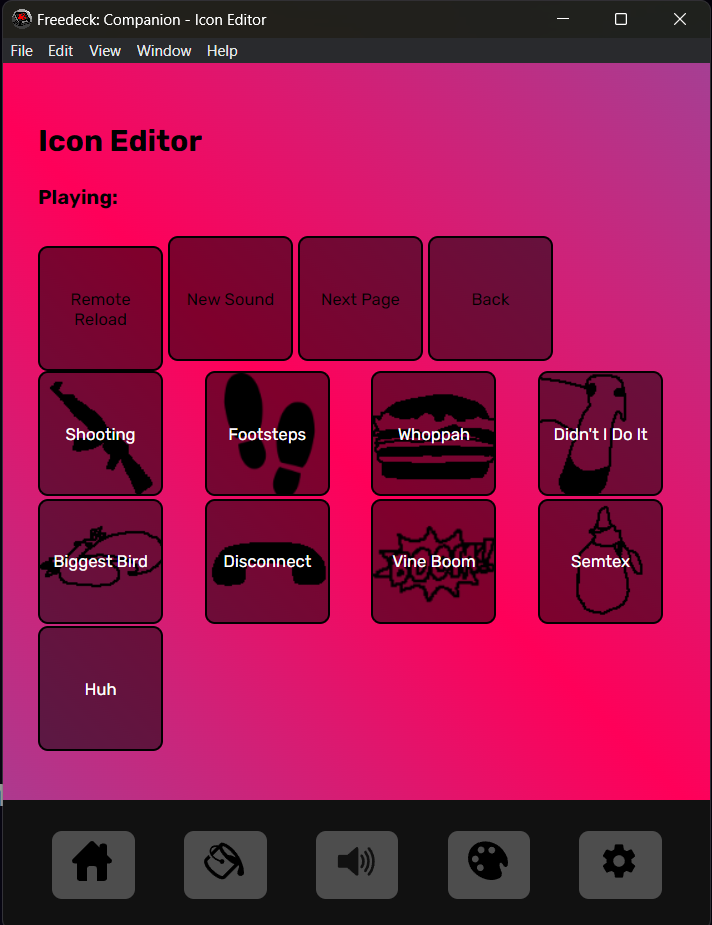 Freedeck: Companion - Icon Editor
File Edit View Window Help
Icon Editor
Playing:
Remote
Reload
New Sound
Next Page
Back
Shooting
Footsteps
Whoppah
Didn't I Do It
Biggest Bird
Disconnect
BOOM!
Vine Boom
Semtex
Huh